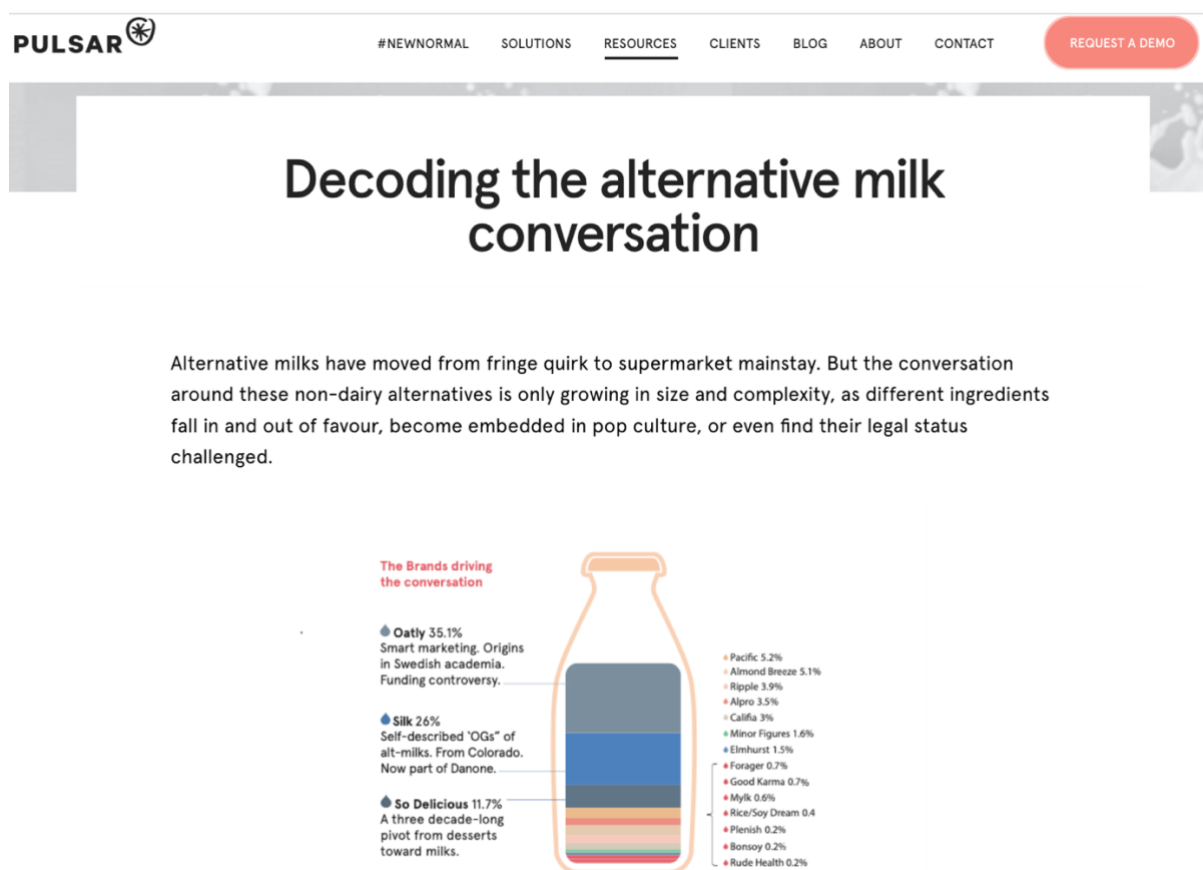 PULSAR
#NEWNORMAL SOLUTIONS RESOURCES CLIENTS BLOG ABOUT CONTACT REQUEST A DEMO
Decoding the alternative milk
conversation
Alternative milks have moved from fringe quirk to supermarket mainstay. But the conversation
around these non-dairy alternatives is only growing in size and complexity, as different ingredients
fall in and out of favour, become embedded in pop culture, or even find their legal status
challenged.
The Brands driving
the conversation
Oatly 35.1%
Smart marketing. Origins
in Swedish academia.
Funding controversy.
Silk 26%
Self-described 'OGs" of
alt-milks. From Colorado.
Now part of Danone.
So Delicious 11.7%
A three decade-long
pivot from desserts
toward milks.
Pacific 5.2%
Almond Breeze 5.1%
Ripple 3.9%
Alpro 3.5%
Califia 3%
Minor Figures 1.6%
Elmhurst 1.5%
Forager 0.7%
Good Karma 0.7%
Mylk 0.6%
Rice/Soy Dream 0.4
Plenish 0.2%
Bonsoy 0.2%
Rude Health 0.2%